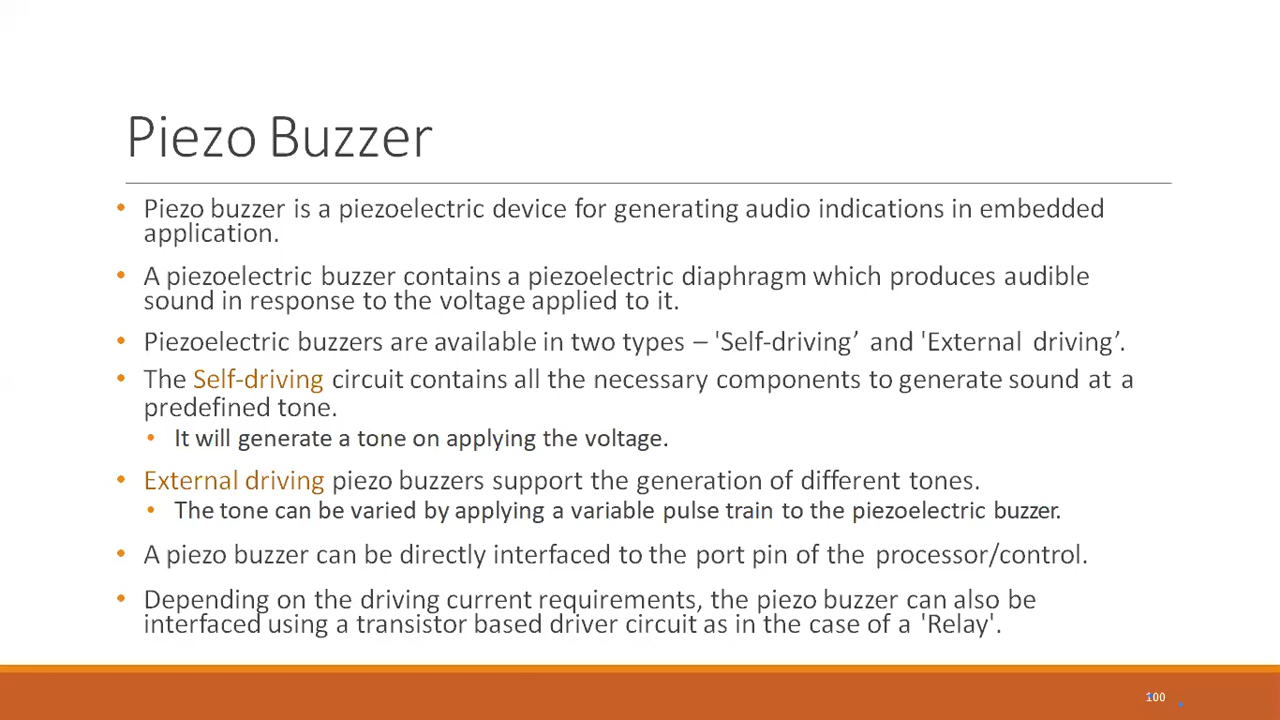 Piezo Buzzer
• Piezo buzzer is a piezoelectric device for generating audio indications in embedded
application.
• A piezoelectric buzzer contains a piezoelectric diaphragm which produces audible
sound in response to the voltage applied to it.
• Piezoelectric buzzers are available in two types – 'Self-driving’ and 'External driving’.
• The Self-driving circuit contains all the necessary components to generate sound at a
predefined tone.
• It will generate a tone on applying the voltage.
• External driving piezo buzzers support the generation of different tones.
• The tone can be varied by applying a variable pulse train to the piezoelectric buzzer.
• A piezo buzzer can be directly interfaced to the port pin of the processor/control.
• Depending on the driving current requirements, the piezo buzzer can also be
interfaced using a transistor based driver circuit as in the case of a 'Relay'.
100